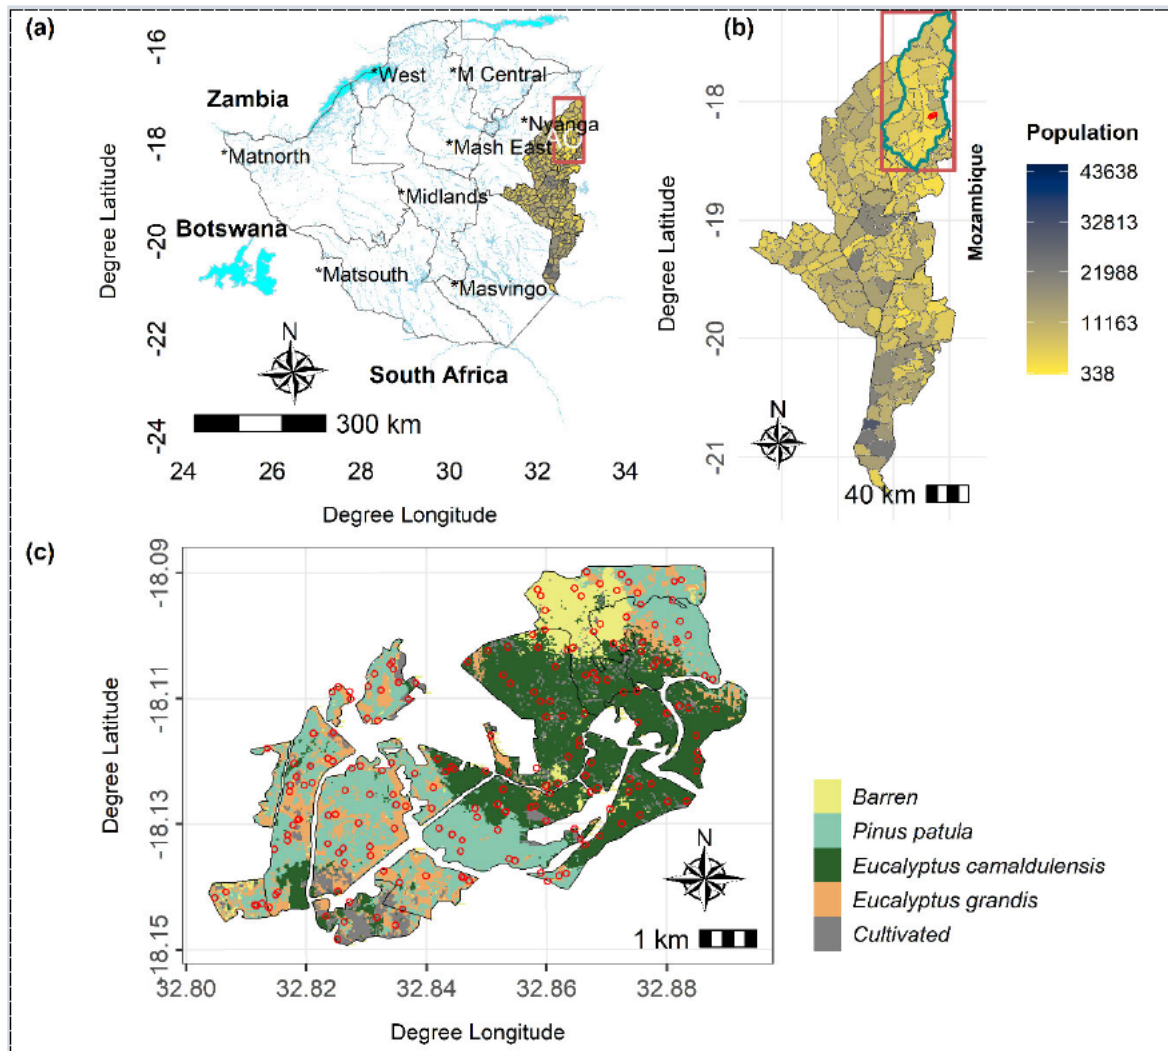 (a)
-16
-18
-20
-22
-24
Degree Latitude
Zambia
*West
*M Central
*Nyanga
*Mash East
*Matnorth
*Midlands
Botswana
*Matsouth
*Masvingo
N
South Africa
300 km
24 26 28 30 32 34
Degree Longitude
(b)
-18
-19
-20
-21
Degree Latitude
Mozambique
N
40 km
Population
43638
32813
21988
11163
338
(c)
-18.09
-18.11
-18.13
-18.15
Degree Latitude
N
1 km
32.80 32.82 32.84 32.86 32.88
Degree Longitude
Barren
Pinus patula
Eucalyptus camaldulensis
Eucalyptus grandis
Cultivated